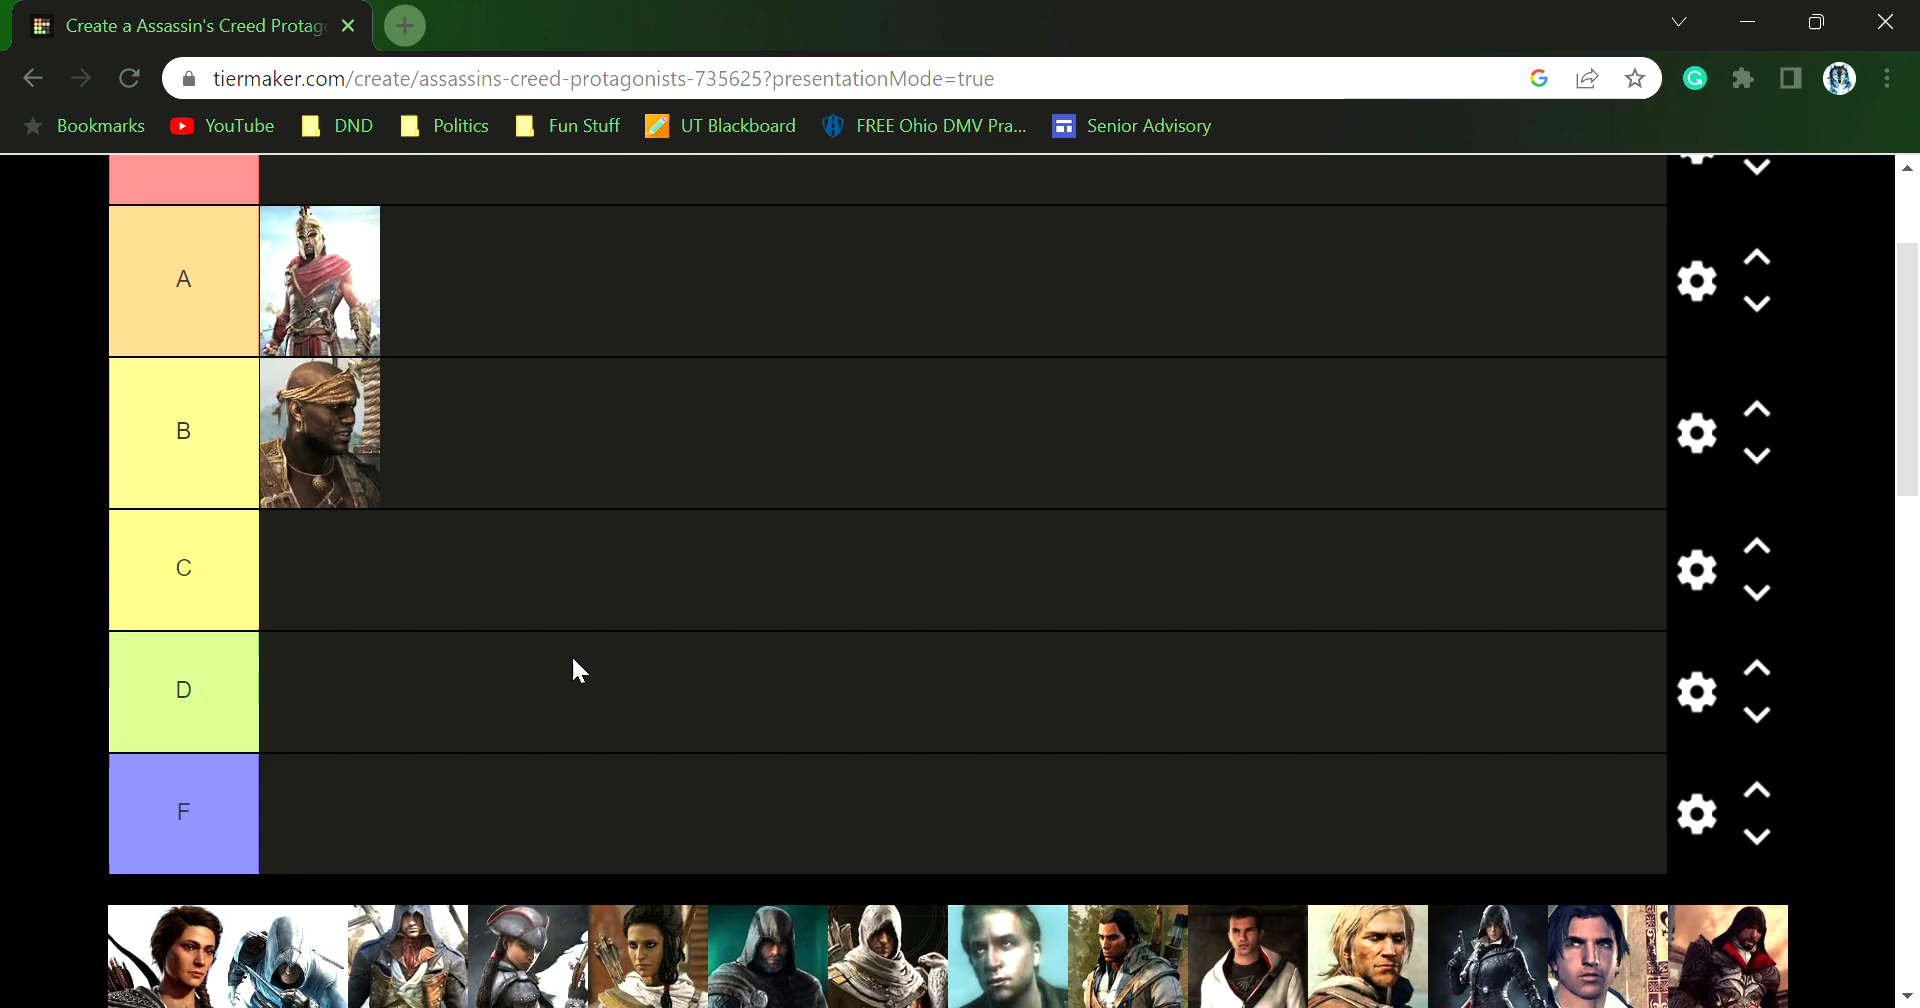 Create a Assassin's Creed Protag
tiermaker.com/create/assassins-creed-protagonists-735625?presentationMode=true
Bookmarks YouTube DND Politics Fun Stuff UT Blackboard FREE Ohio DMV Pra... Senior Advisory
A
B
C
D
F